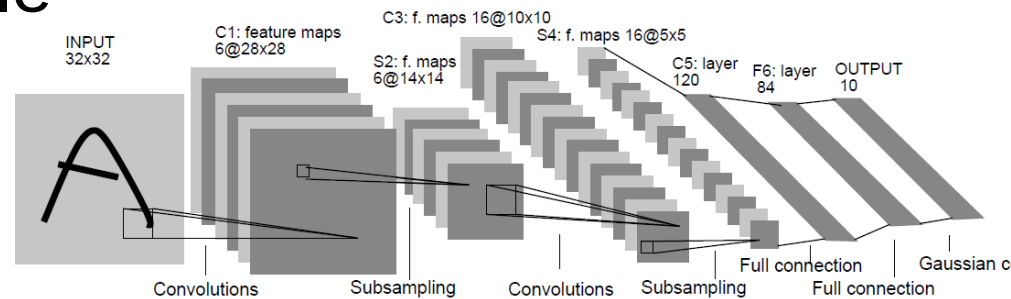 C3: f. maps 16@10x10
INPUT
32x32
C1: feature maps
6@28x28
S2: f. maps
6@14x14
S4: f. maps 16@5x5
C5: layer
120
F6: layer
84
OUTPUT
10
A
Convolutions
Subsampling
Convolutions
Subsampling
Full connection
Full connection
Gaussian c